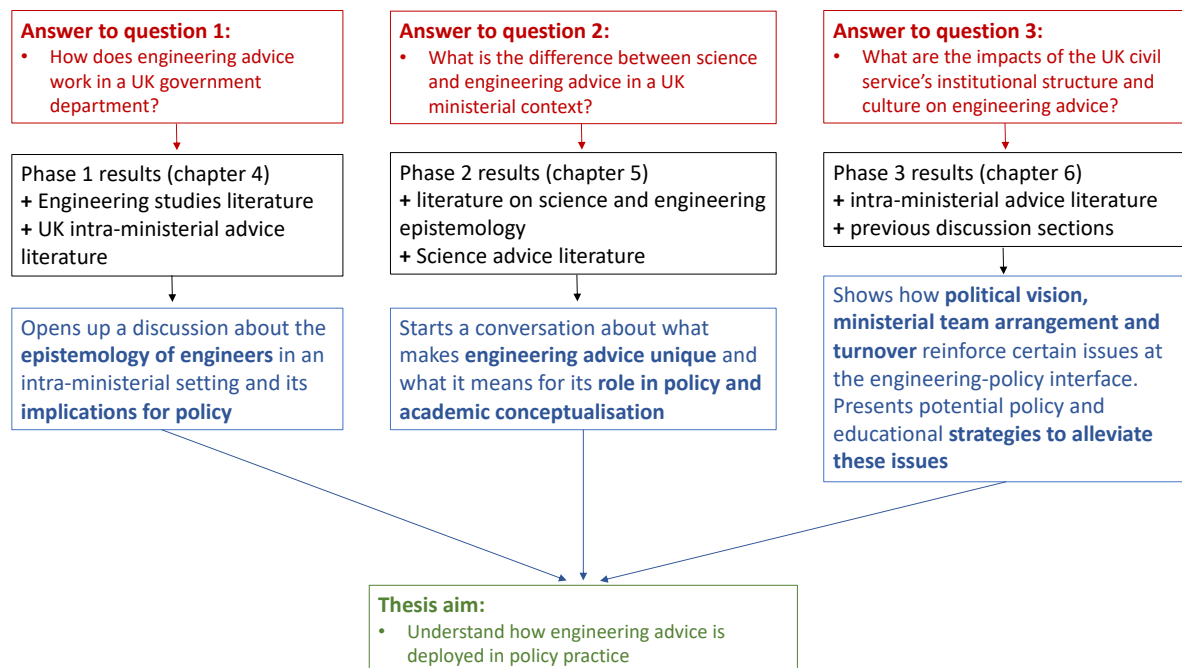 Answer to question 1:
• How does engineering advice
work in a UK government
department?
Phase 1 results (chapter 4)
+ Engineering studies literature
+ UK intra-ministerial advice
literature
Opens up a discussion about the
epistemology of engineers in an
intra-ministerial setting and its
implications for policy
Answer to question 2:
• What is the difference between science
and engineering advice in a UK
ministerial context?
Phase 2 results (chapter 5)
+ literature on science and engineering
epistemology
+ Science advice literature
Starts a conversation about what
makes engineering advice unique and
what it means for its role in policy and
academic conceptualisation
Answer to question 3:
• What are the impacts of the UK civil
service’s institutional structure and
culture on engineering advice?
Phase 3 results (chapter 6)
+ intra-ministerial advice literature
+ previous discussion sections
Shows how political vision,
ministerial team arrangement and
turnover reinforce certain issues at
the engineering-policy interface.
Presents potential policy and
educational strategies to alleviate
these issues
Thesis aim:
• Understand how engineering advice is
deployed in policy practice